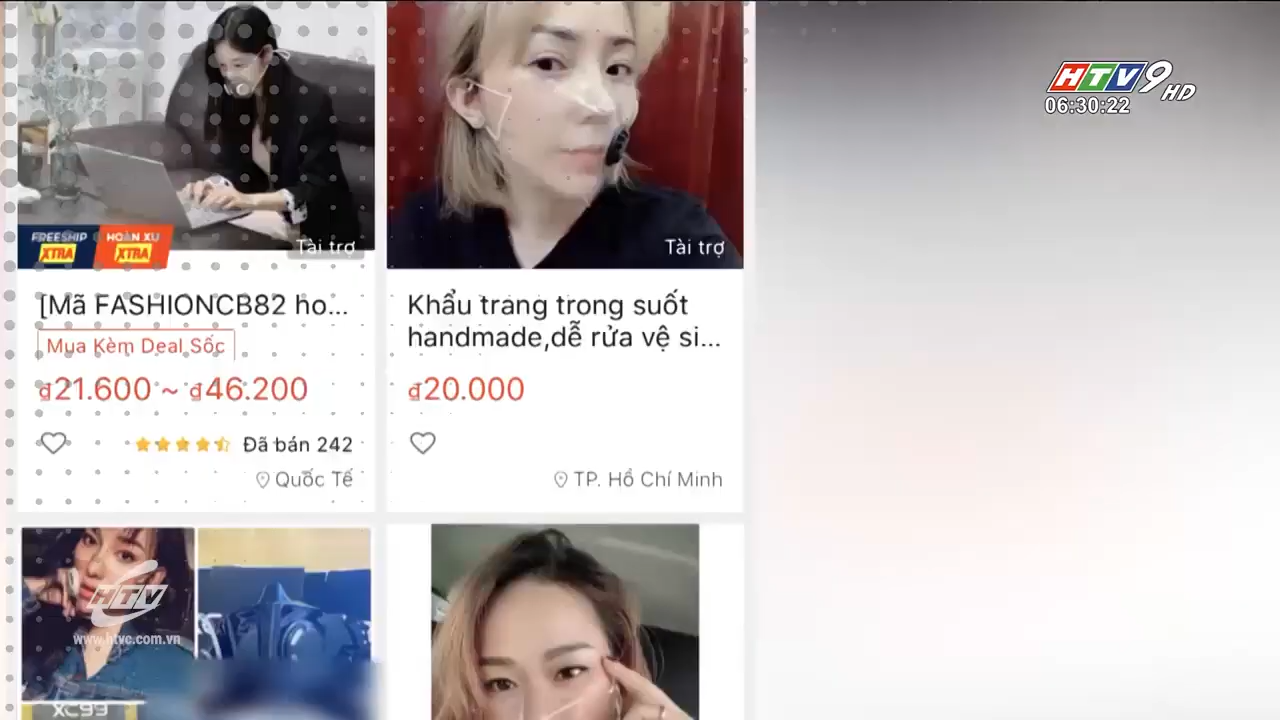 HTV9 HD
06:30:22
FREESHIP XTRA
HOÀN XU XTRA
Tài trợ
Tài trợ
[Mã FASHIONCB82 ho...
Mua Kèm Deal Sốc
₫21.600 ~ ₫46.200
Đã bán 242
Quốc Tế
Khẩu trang trong suốt
handmade,dễ rửa vệ si...
₫20.000
TP. Hồ Chí Minh
HTV
www.htvc.com.vn
XC99